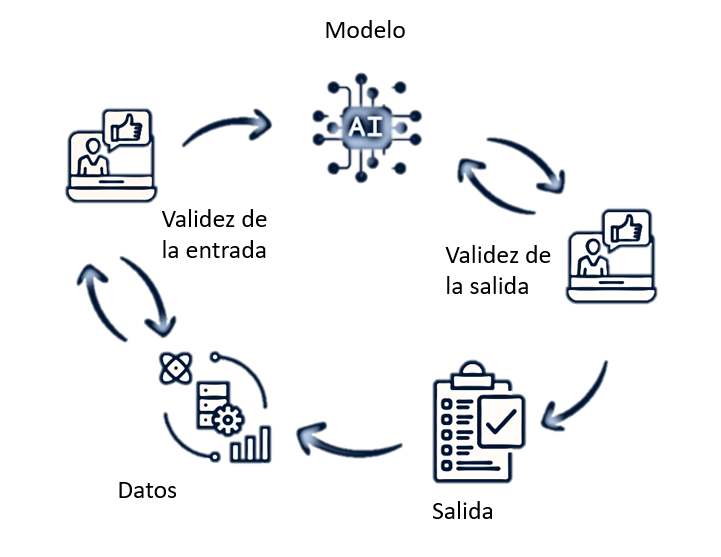 Modelo
AI
Validez de
la entrada
Validez de
la salida
Datos
Salida